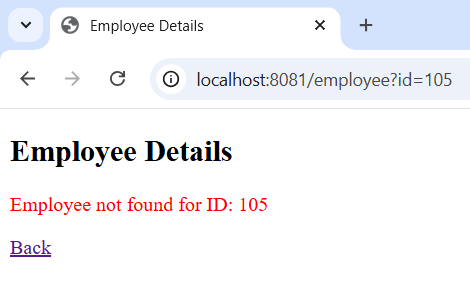 Employee Details
localhost:8081/employee?id=105
Employee Details
Employee not found for ID: 105
Back